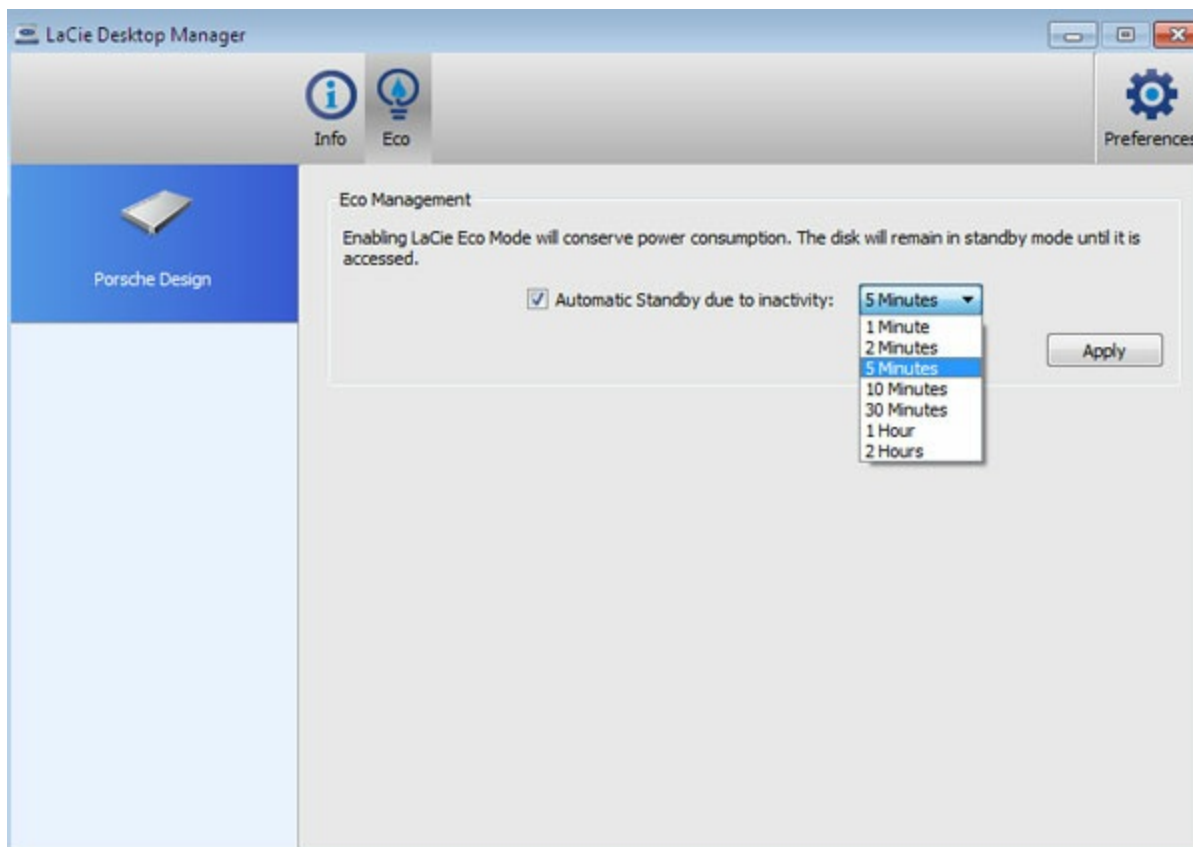 LaCie Desktop Manager
Info
Eco
Preferences
Porsche Design
Eco Management
Enabling LaCie Eco Mode will conserve power consumption. The disk will remain in standby mode until it is
accessed.
Automatic Standby due to inactivity:
5 Minutes
1 Minute
2 Minutes
5 Minutes
10 Minutes
30 Minutes
1 Hour
2 Hours
Apply